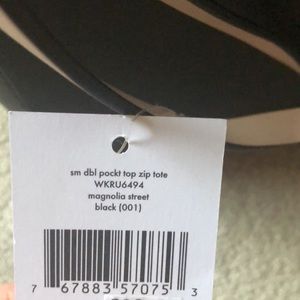 sm dbl pockt top zip tote
WKRU6494
magnolia street
black (001)
7 67883 57075 3